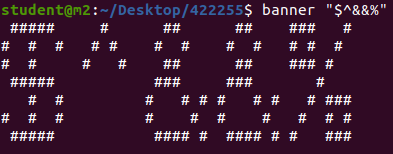 student@m2:~/Desktop/422255$ banner "$^&&%"
 #####     #      ##      ##    ###   #
#  #  #   # #    #  #    #  #   # #  #
#  #     #   #    ##      ##    ### #
 #####           ###     ###       #
   #  #         #   # # #   # #   # ###
#  #  #         #    #  #    #   #  # #
 #####           #### #  #### # #   ###